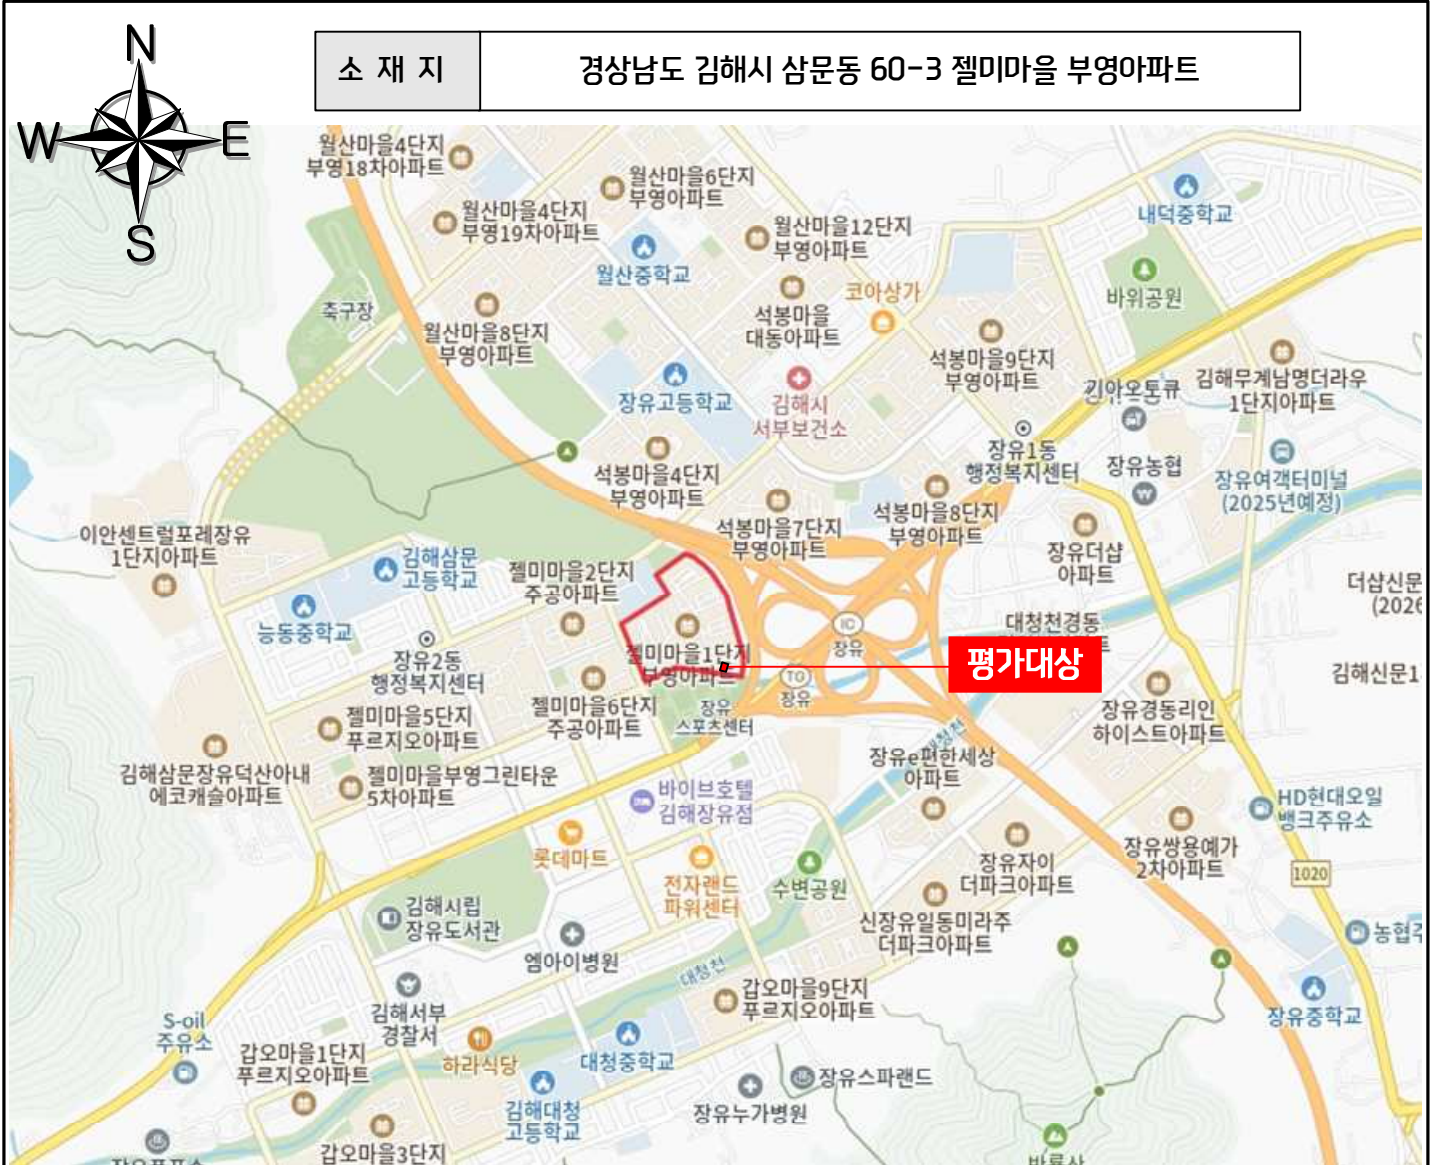 N
W
E
S
소 재 지
경상남도 김해시 삼문동 60-3 젤미마을 부영아파트
월산마을4단지
부영18차아파트
월산마을6단지
부영아파트
월산마을4단지
부영19차아파트
월산마을12단지
부영아파트
내덕중학교
월산중학교
바위공원
코아상가
축구장
월산마을8단지
부영아파트
석봉마을
대동아파트
석봉마을9단지
부영아파트
김해무계남명더라우
1단지아파트
장유고등학교
김해시
서부보건소
장유1동
행정복지센터
장유농협
장유여객터미널
(2025년예정)
석봉마을4단지
부영아파트
석봉마을7단지
부영아파트
석봉마을8단지
부영아파트
장유더샵
아파트
이안센트럴포레장유
1단지아파트
김해삼문
고등학교
젤미마을2단지
주공아파트
더샵신문
(2026
능동중학교
대청천경동
IC
장유
장유2동
행정복지센터
젤미마을1단지
부영아파트
평가대상
김해신문1
TG
장유
젤미마을6단지
주공아파트
장유
스포츠센터
장유경동리인
하이스트아파트
젤미마을5단지
푸르지오아파트
대청천
김해삼문장유덕산아내
에코캐슬아파트
젤미마을부영그린타운
5차아파트
장유e편한세상
아파트
바이브호텔
김해장유점
HD현대오일
뱅크주유소
롯데마트
전자랜드
파워센터
수변공원
장유자이
더파크아파트
장유쌍용예가
2차아파트
1020
김해시립
장유도서관
신장유일동미라주
더파크아파트
농협주
엠아이병원
대청천
갑오마을9단지
푸르지오아파트
김해서부
경찰서
장유중학교
S-oil
주유소
갑오마을1단지
푸르지오아파트
하라식당
대청중학교
장유스파랜드
김해대청
고등학교
장유누가병원
갑오마을3단지